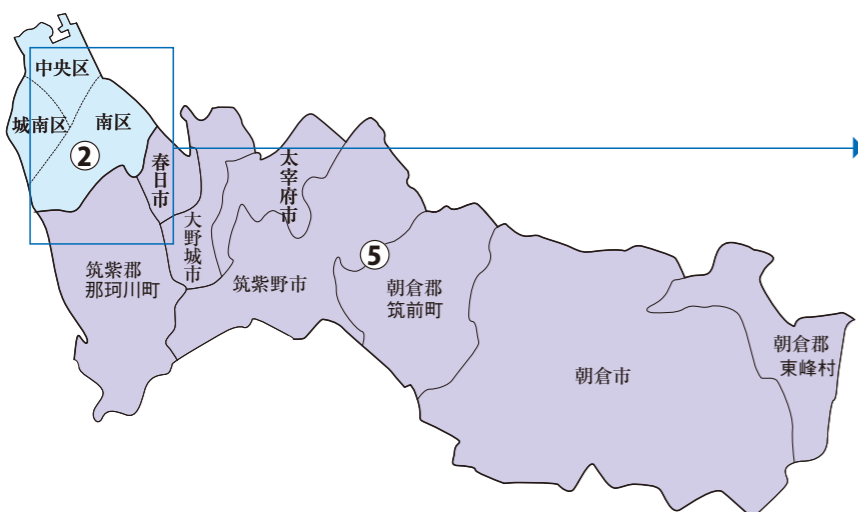 中央区
城南区
南区
②
春日市
大野城市
太宰府市
筑紫郡
那珂川町
筑紫野市
⑤
朝倉郡
筑前町
朝倉市
朝倉郡
東峰村